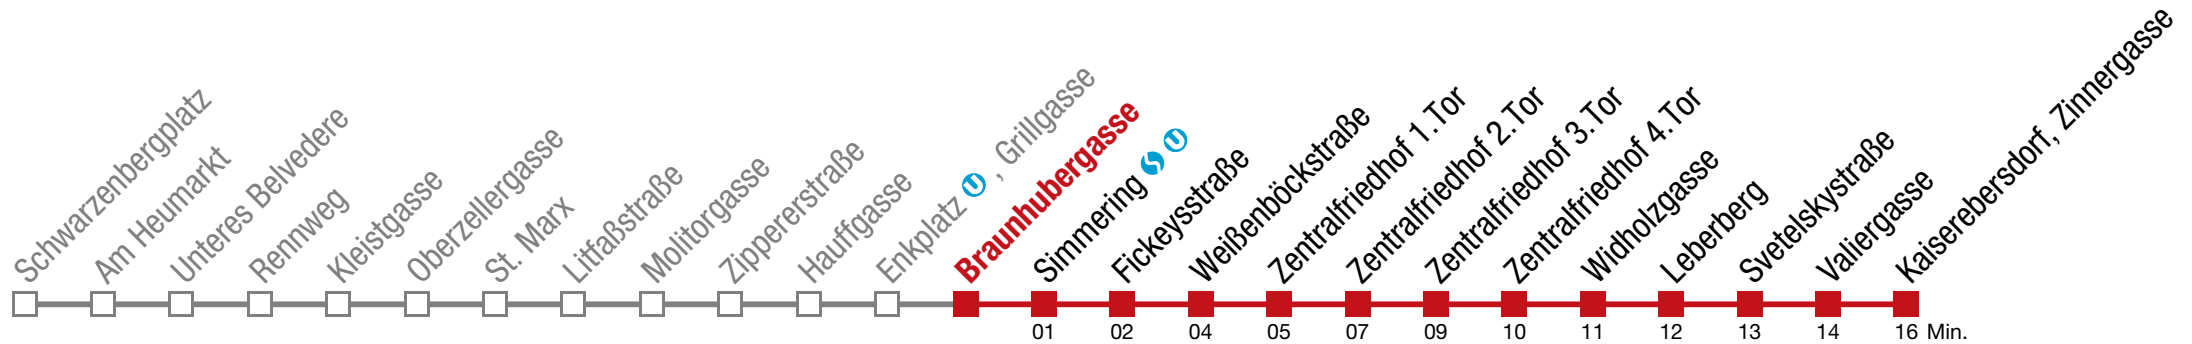 Schwarzenbergplatz
Am Heumarkt
Unteres Belvedere
Rennweg
Kleistgasse
Oberzellergasse
St. Marx
Litfaßstraße
Molitorgasse
Zippererstraße
Hauffgasse
Enkplatz U , Grillgasse
Braunhubergasse
Simmering S U
Fickeysstraße
Weißenböckstraße
Zentralfriedhof 1.Tor
Zentralfriedhof 2.Tor
Zentralfriedhof 3.Tor
Zentralfriedhof 4.Tor
Widholzgasse
Leberberg
Svetelskystraße
Valiergasse
Kaiserebersdorf, Zinnergasse
01 02 04 05 07 09 10 11 12 13 14 16 Min.